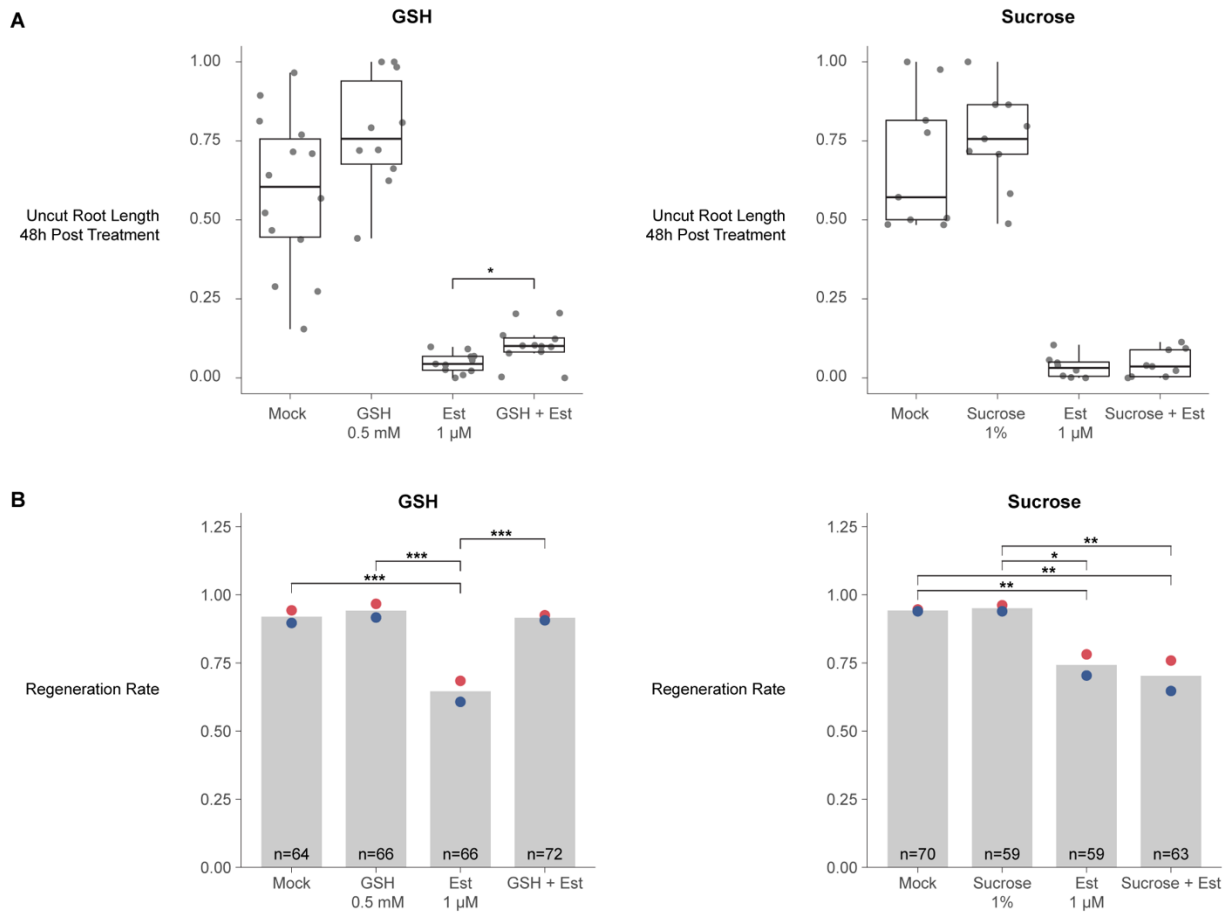 A
GSH
Sucrose
1.00
0.75
0.50
0.25
0.00
Uncut Root Length
48h Post Treatment
*
Mock
GSH
0.5 mM
Est
1 µM
GSH + Est
1.00
0.75
0.50
0.25
0.00
Uncut Root Length
48h Post Treatment
Mock
Sucrose
1%
Est
1 µM
Sucrose + Est
B
GSH
Sucrose
1.25
1.00
0.75
0.50
0.25
0.00
Regeneration Rate
***
***
***
n=64
n=66
n=66
n=72
Mock
GSH
0.5 mM
Est
1 µM
GSH + Est
1.25
1.00
0.75
0.50
0.25
0.00
Regeneration Rate
**
*
**
**
n=70
n=59
n=59
n=63
Mock
Sucrose
1%
Est
1 µM
Sucrose + Est